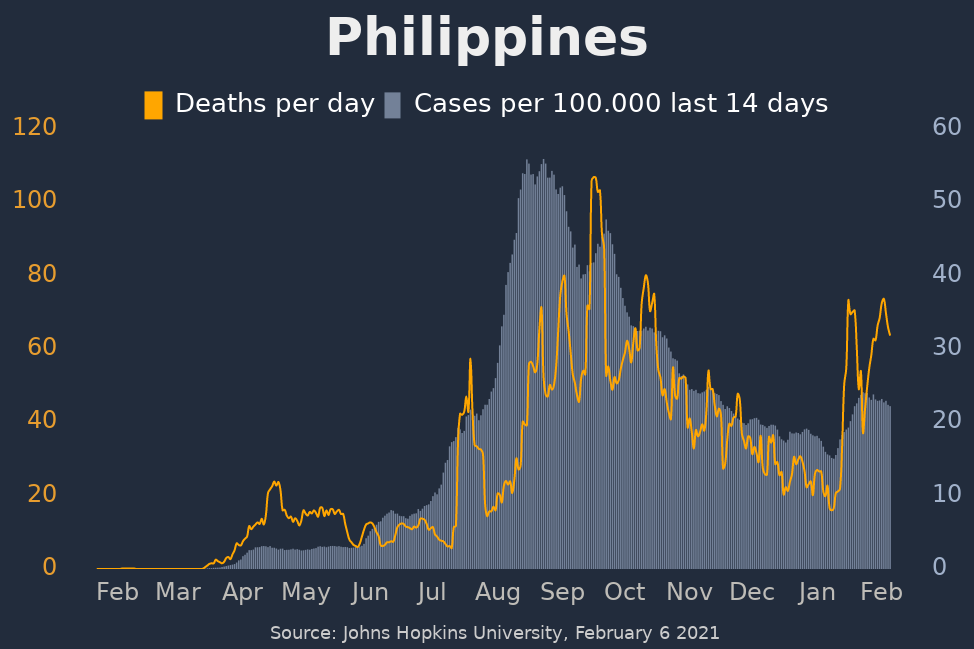 Philippines
Deaths per day Cases per 100.000 last 14 days
120 60
100 50
80 40
60 30
40 20
20 10
0 0
Feb Mar Apr May Jun Jul Aug Sep Oct Nov Dec Jan Feb
Source: Johns Hopkins University, February 6 2021